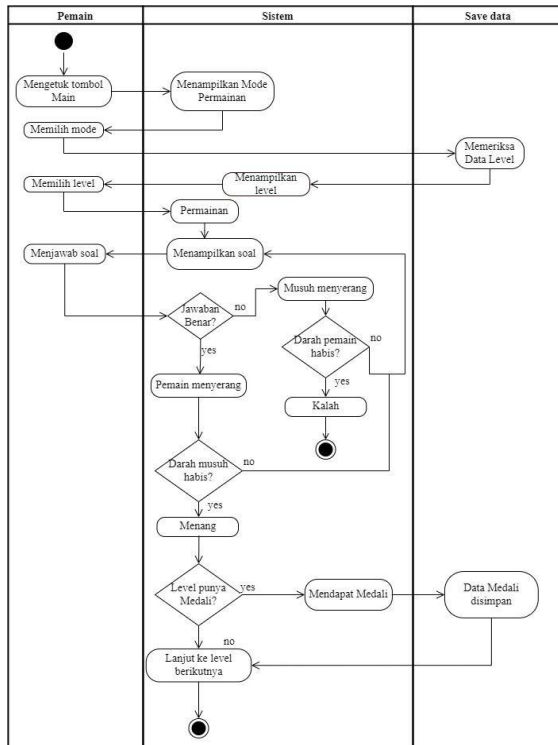 Pemain
Sistem
Save data
Mengetuk tombol
Main
Menampilkan Mode
Permainan
Memilih mode
Memeriksa
Data Level
Memilih level
Menampilkan
level
Permainan
Menjawab soal
Menampilkan soal
Jawaban
Benar?
no
Musuh menyerang
yes
Darah pemain
habis?
no
yes
Pemain menyerang
Kalah
Darah musuh
habis?
no
yes
Menang
Level punya
Medali?
yes
Mendapat Medali
Data Medali
disimpan
no
Lanjut ke level
berikutnya